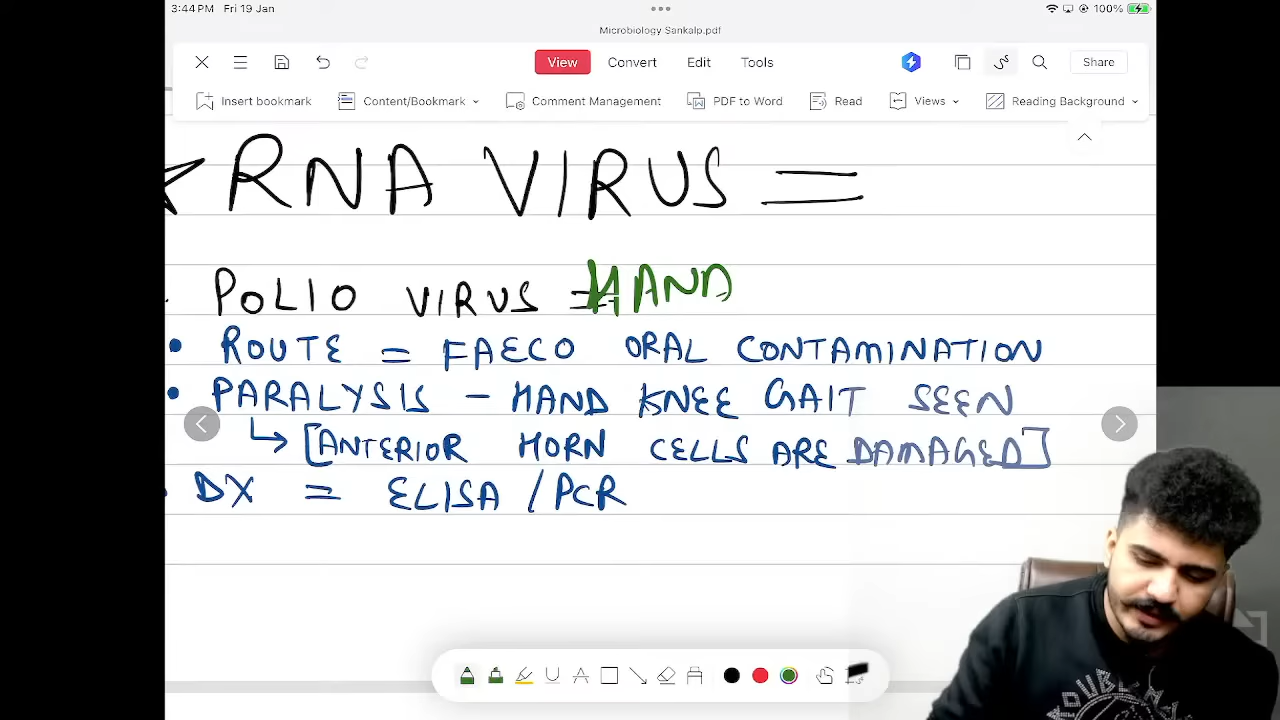 3:44 PM Fri 19 Jan
100%
Microbiology Sankalp.pdf
View Convert Edit Tools Share
Insert bookmark Content/Bookmark Comment Management PDF to Word Read Views Reading Background
RNA VIRUS =
POLIO VIRUS = HAND
• ROUTE = FAECO ORAL CONTAMINATION
• PARALYSIS - HAND KNEE GAIT SEEN
↳ [ANTERIOR HORN CELLS ARE DAMAGED]
• DX = ELISA / PCR